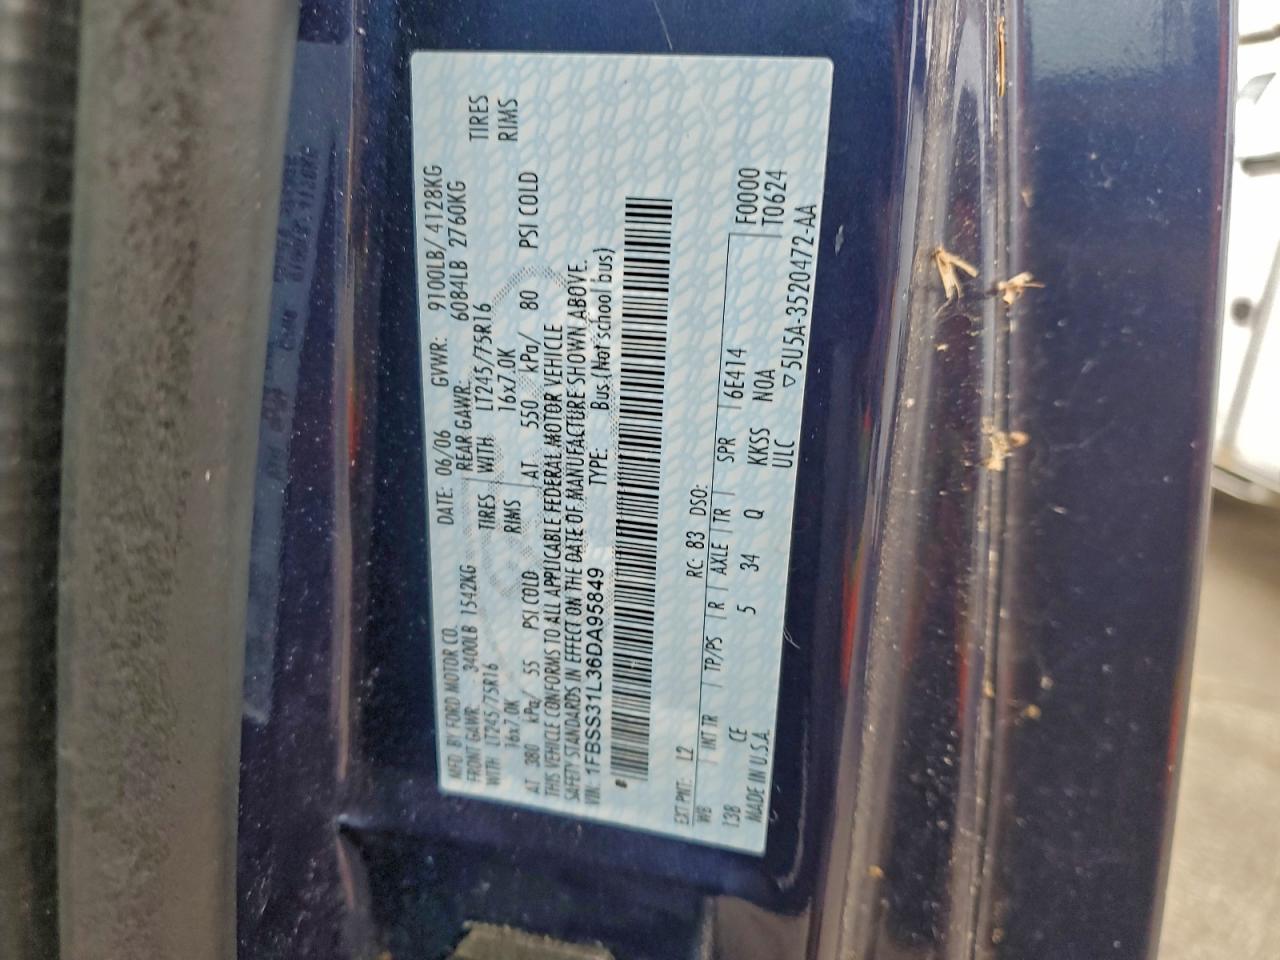 MFD. BY FORD MOTOR CO.
DATE: 06/06 GVWR: 9100LB/ 4128KG
FRONT GAWR: 3400LB 1542KG REAR GAWR: 6084LB 2760KG
WITH LT245/75R16 TIRES WITH LT245/75R16 TIRES
16x7.0K RIMS 16x7.0K RIMS
AT 380 kPa/ 55 PSI COLD AT 550 kPa/ 80 PSI COLD
THIS VEHICLE CONFORMS TO ALL APPLICABLE FEDERAL MOTOR VEHICLE
SAFETY STANDARDS IN EFFECT ON THE DATE OF MANUFACTURE SHOWN ABOVE.
VIN: 1FBSS31L36DA95849 TYPE: Bus (Not school bus)
EXT PNT: L2 RC: 83 DSO:
WB INT TR TP/PS R AXLE TR SPR 6E414 F0000
138 CE 5 34 Q KKSS NOA T0624
MADE IN U.S.A. ULC ▽5U5A-3520472-AA